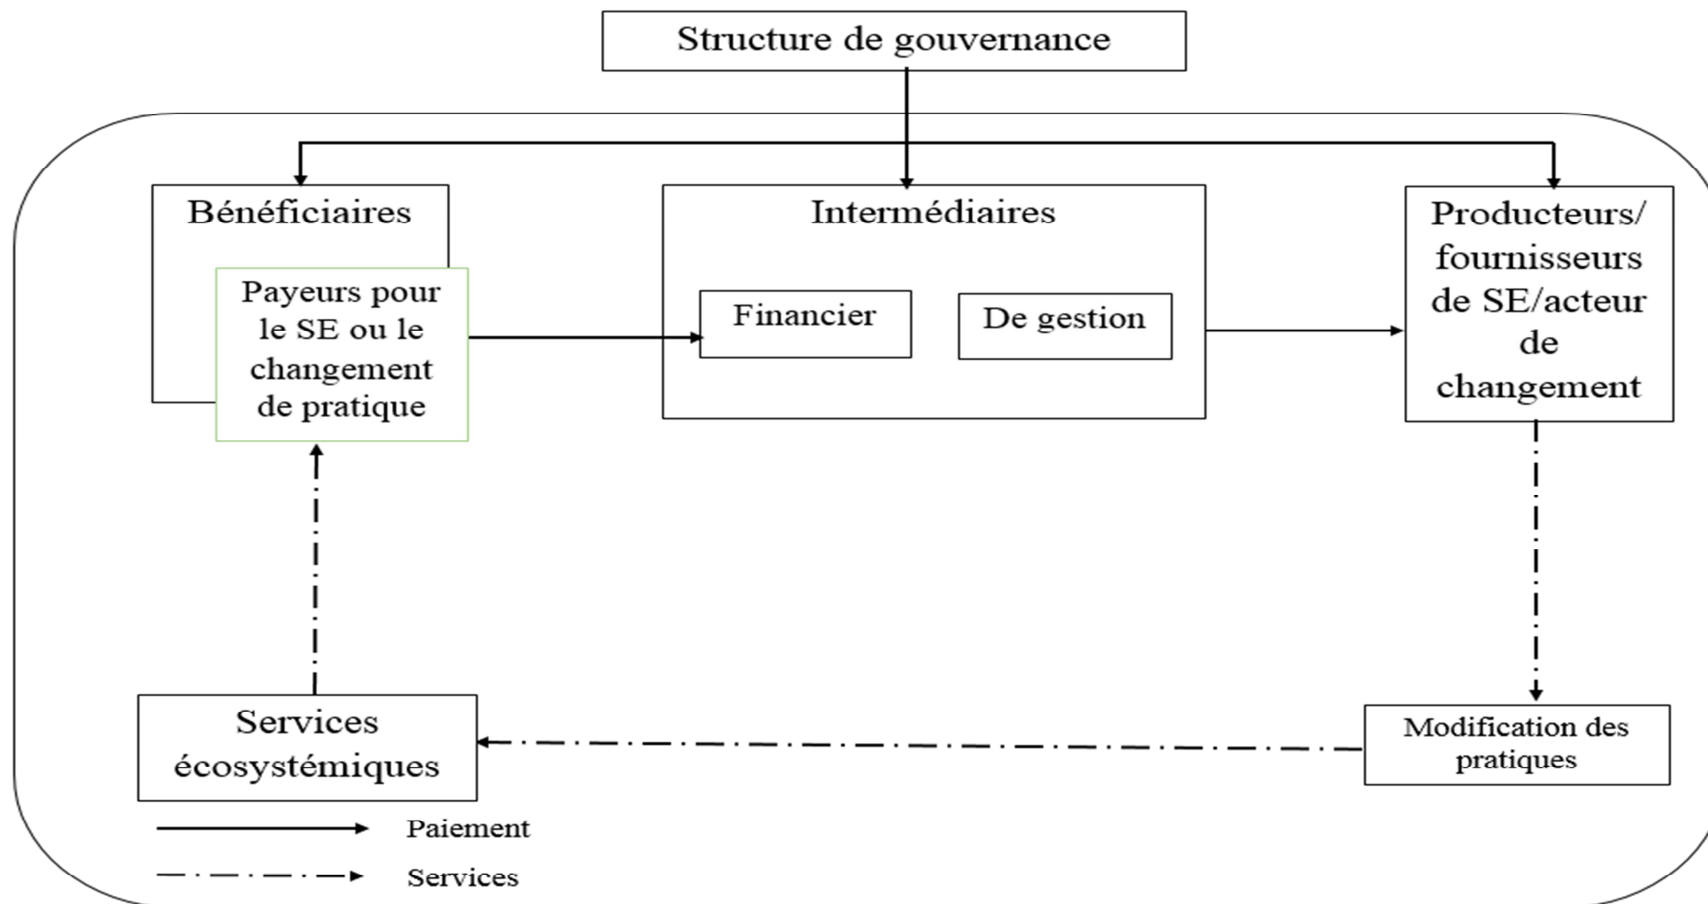 Structure de gouvernance
Bénéficiaires
Payeurs pour
le SE ou le
changement
de pratique
Intermédiaires
Financier
De gestion
Producteurs/
fournisseurs
de SE/acteur
de
changement
Services
écosystémiques
Modification des
pratiques
Paiement
Services